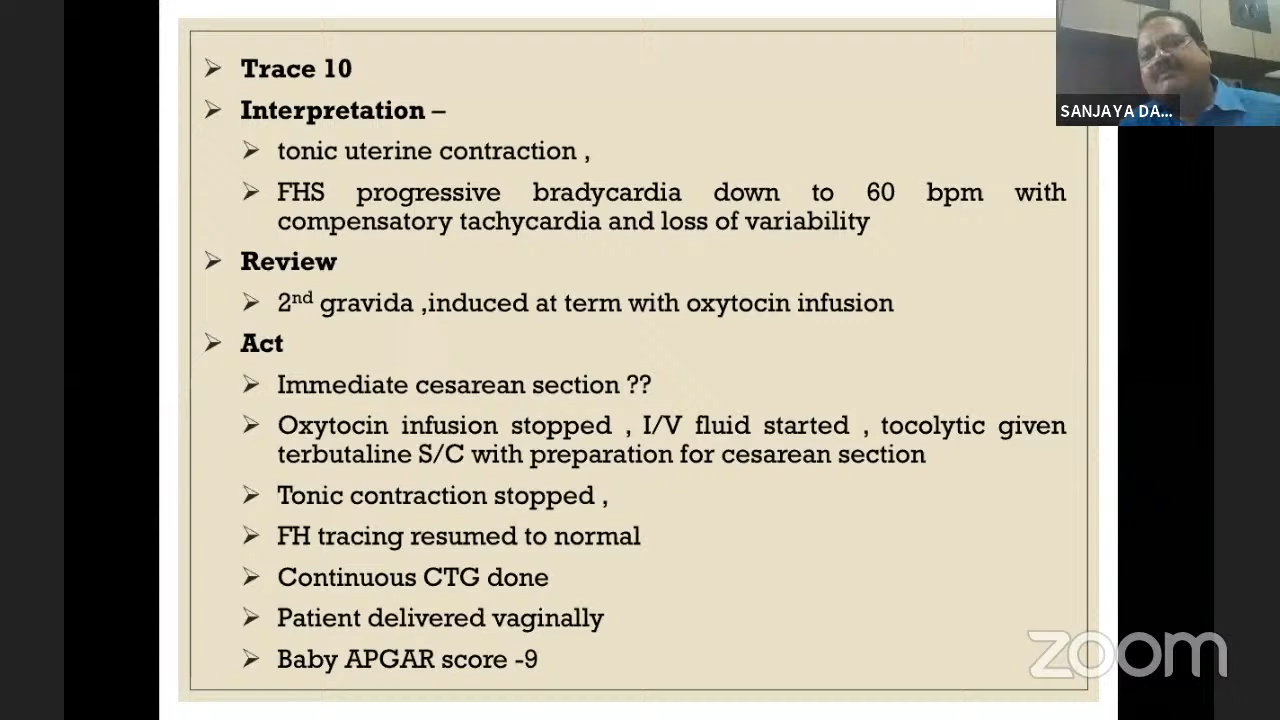 Trace 10
Interpretation –
tonic uterine contraction ,
FHS progressive bradycardia down to 60 bpm with
compensatory tachycardia and loss of variability
Review
2nd gravida ,induced at term with oxytocin infusion
Act
Immediate cesarean section ??
Oxytocin infusion stopped , I/V fluid started , tocolytic given
terbutaline S/C with preparation for cesarean section
Tonic contraction stopped ,
FH tracing resumed to normal
Continuous CTG done
Patient delivered vaginally
Baby APGAR score -9
SANJAYA DA...
zoom